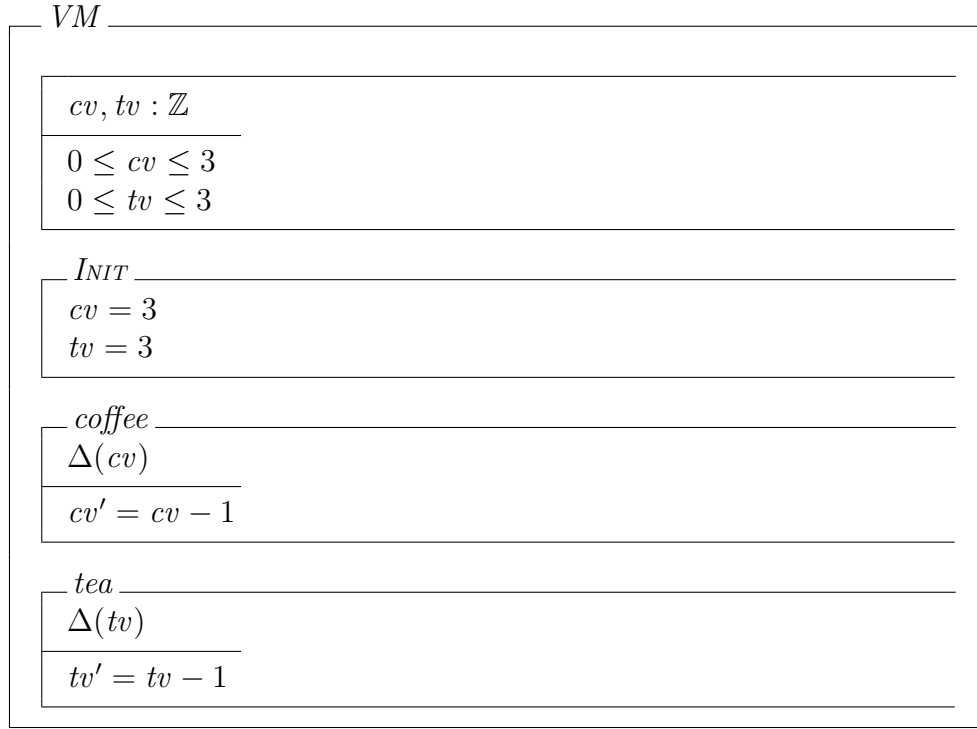 VM
cv, tv : ℤ
0 ≤ cv ≤ 3
0 ≤ tv ≤ 3
INIT
cv = 3
tv = 3
coffee
Δ(cv)
cv′ = cv − 1
tea
Δ(tv)
tv′ = tv − 1